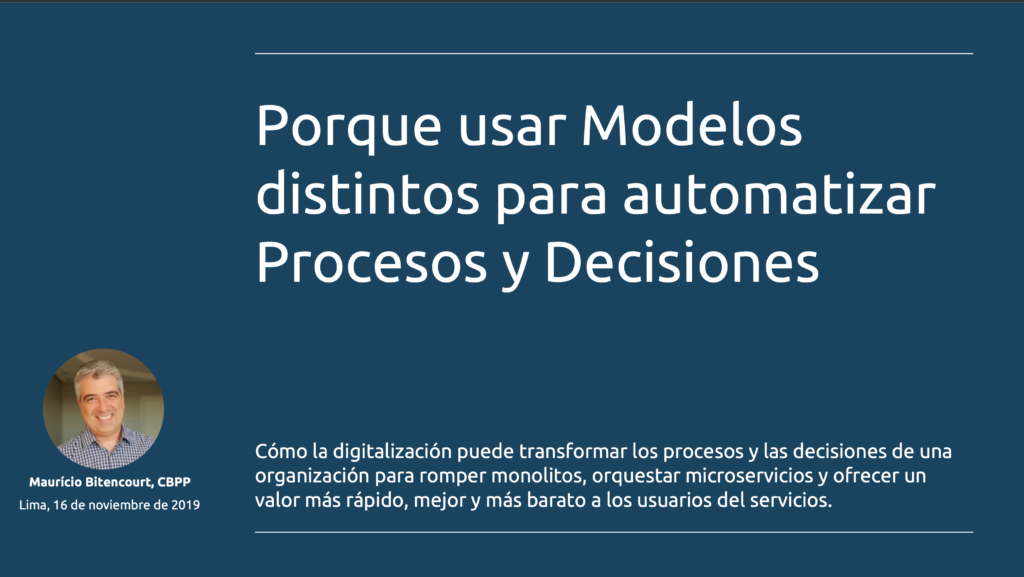 Porque usar Modelos
distintos para automatizar
Procesos y Decisiones
Cómo la digitalización puede transformar los procesos y las decisiones de una
organización para romper monolitos, orquestar microservicios y ofrecer un
valor más rápido, mejor y más barato a los usuarios del servicios.
Maurício Bitencourt, CBPP
Lima, 16 de noviembre de 2019